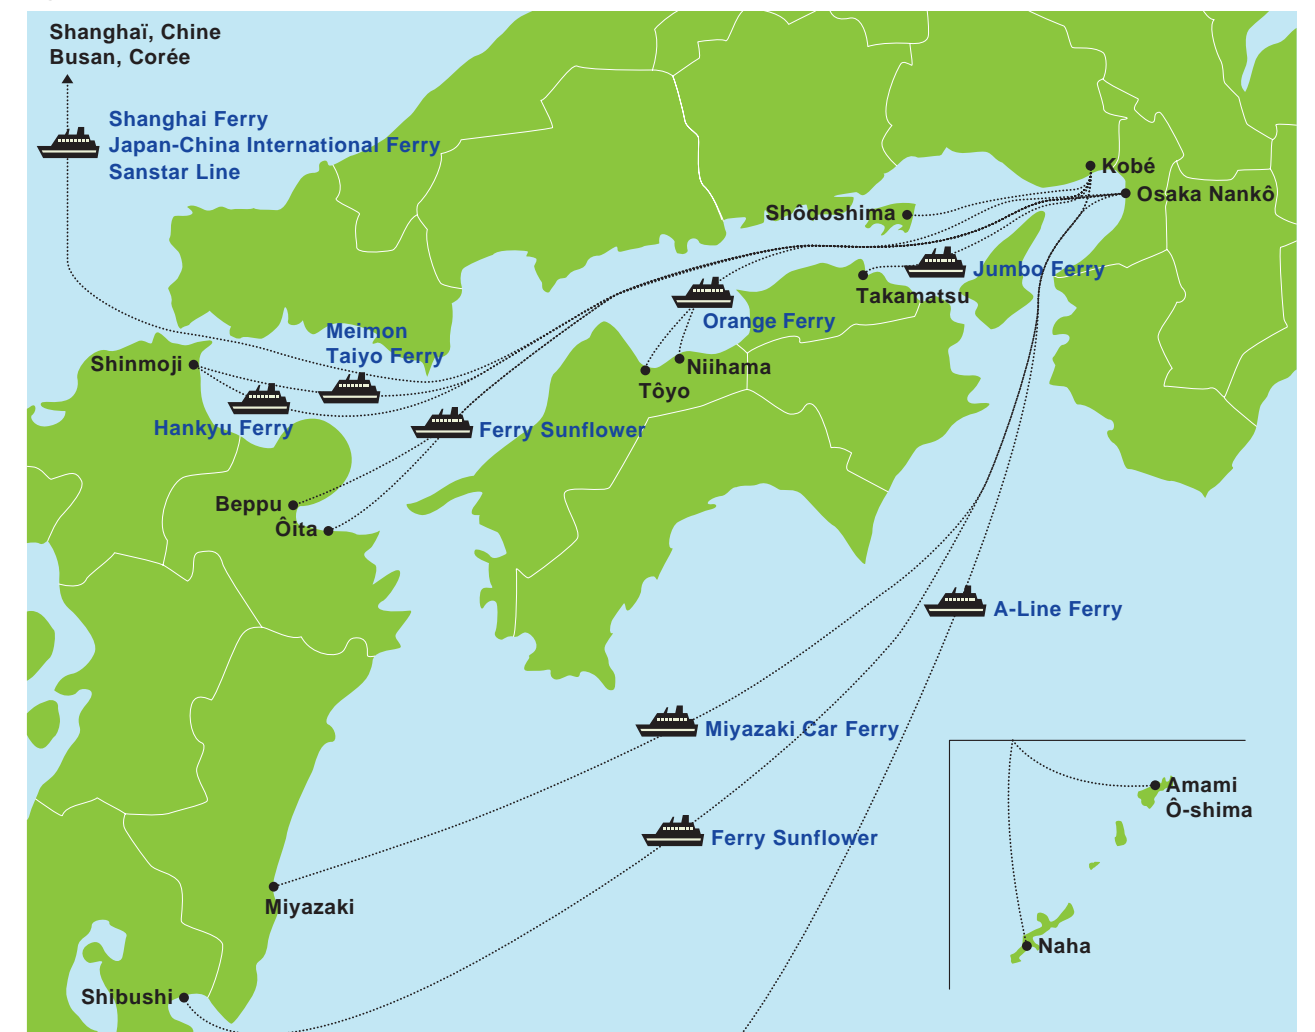 Shanghaï, Chine
Busan, Corée
Shanghai Ferry
Japan-China International Ferry
Sanstar Line
Kobé
Osaka Nankô
Shôdoshima
Jumbo Ferry
Takamatsu
Orange Ferry
Meimon
Taiyo Ferry
Shinmoji
Niihama
Tôyo
Hankyu Ferry
Ferry Sunflower
Beppu
Ôita
A-Line Ferry
Miyazaki Car Ferry
Amami
Ô-shima
Ferry Sunflower
Miyazaki
Naha
Shibushi